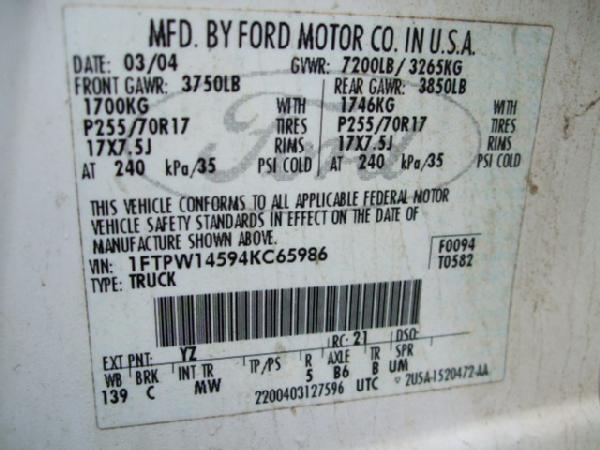 MFD. BY FORD MOTOR CO. IN U.S.A.
DATE: 03/04 GVWR: 7200LB/3265KG
FRONT GAWR: 3750LB REAR GAWR: 3850LB
1700KG WITH 1746KG WITH
P255/70R17 TIRES P255/70R17 TIRES
17X7.5J RIMS 17X7.5J RIMS
AT 240 kPa/35 PSI COLD AT 240 kPa/35 PSI COLD
Ford
THIS VEHICLE CONFORMS TO ALL APPLICABLE FEDERAL MOTOR
VEHICLE SAFETY STANDARDS IN EFFECT ON THE DATE OF
MANUFACTURE SHOWN ABOVE.
VIN: 1FTPW14594KC65986 F0094
TYPE: TRUCK T0582
EXT PNT: YZ RC: 21 DSO:
WB BRK INT TR TP/PS R AXLE TR SPR
139 C MW 5 B6 B UM
2200403127596 UTC 2U5A-1520472-AA